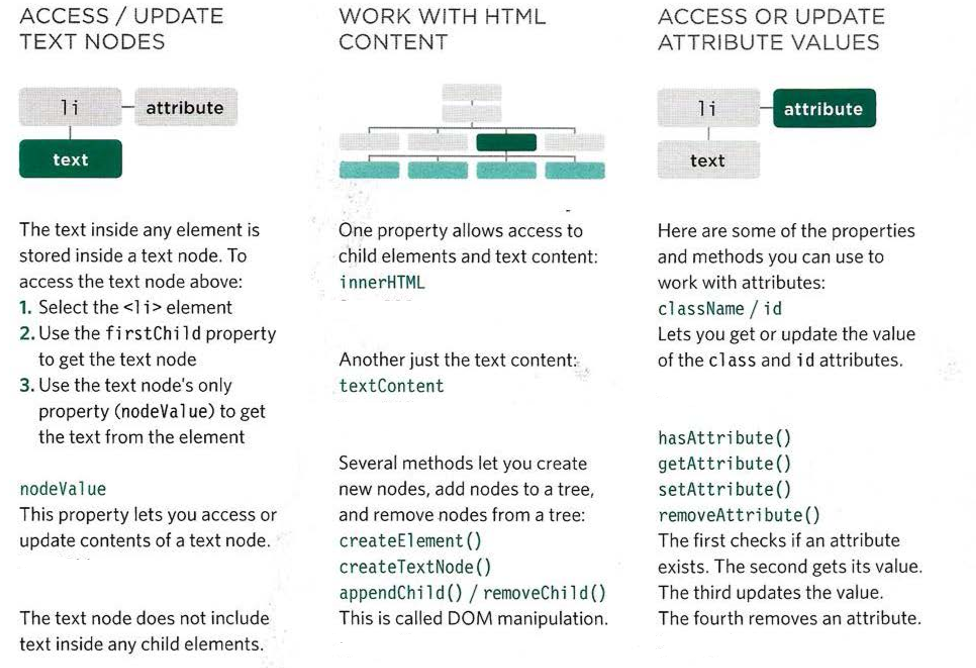 ACCESS / UPDATE
TEXT NODES
li
attribute
text
The text inside any element is
stored inside a text node. To
access the text node above:
1. Select the <li> element
2. Use the firstChild property
to get the text node
3. Use the text node's only
property (nodeValue) to get
the text from the element
nodeValue
This property lets you access or
update contents of a text node.
The text node does not include
text inside any child elements.
WORK WITH HTML
CONTENT
One property allows access to
child elements and text content:
innerHTML
Another just the text content:
textContent
Several methods let you create
new nodes, add nodes to a tree,
and remove nodes from a tree:
createElement()
createTextNode()
appendChild() / removeChild()
This is called DOM manipulation.
ACCESS OR UPDATE
ATTRIBUTE VALUES
li
attribute
text
Here are some of the properties
and methods you can use to
work with attributes:
className / id
Lets you get or update the value
of the class and id attributes.
hasAttribute()
getAttribute()
setAttribute()
removeAttribute()
The first checks if an attribute
exists. The second gets its value.
The third updates the value.
The fourth removes an attribute.